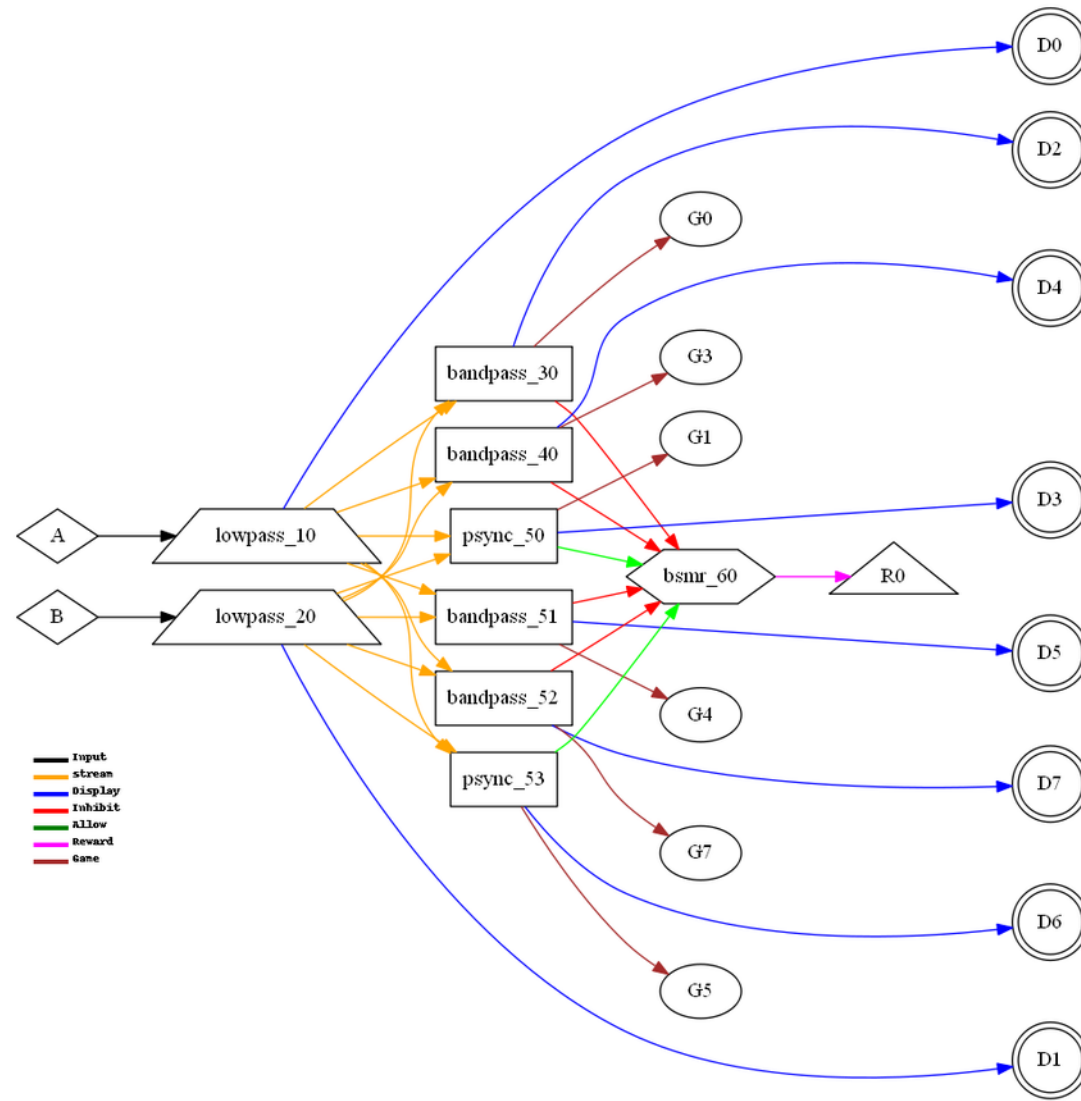 D0
D2
G0
D4
G3
bandpass_30
G1
bandpass_40
D3
A
lowpass_10
psync_50
bsmr_60
R0
B
lowpass_20
bandpass_51
D5
bandpass_52
G4
Input
stream
Display
Inhibit
Allow
Reward
Game
psync_53
D7
G7
D6
G5
D1